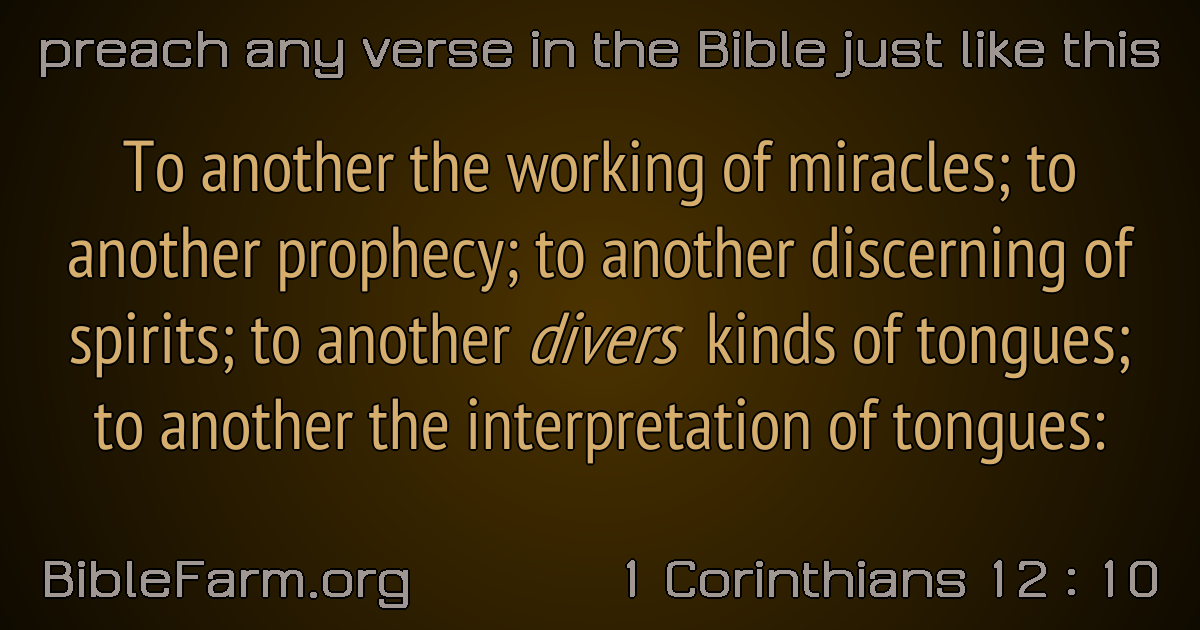 preach any verse in the Bible just like this
To another the working of miracles; to
another prophecy; to another discerning of
spirits; to another divers kinds of tongues;
to another the interpretation of tongues:
BibleFarm.org
1 Corinthians 12 : 10